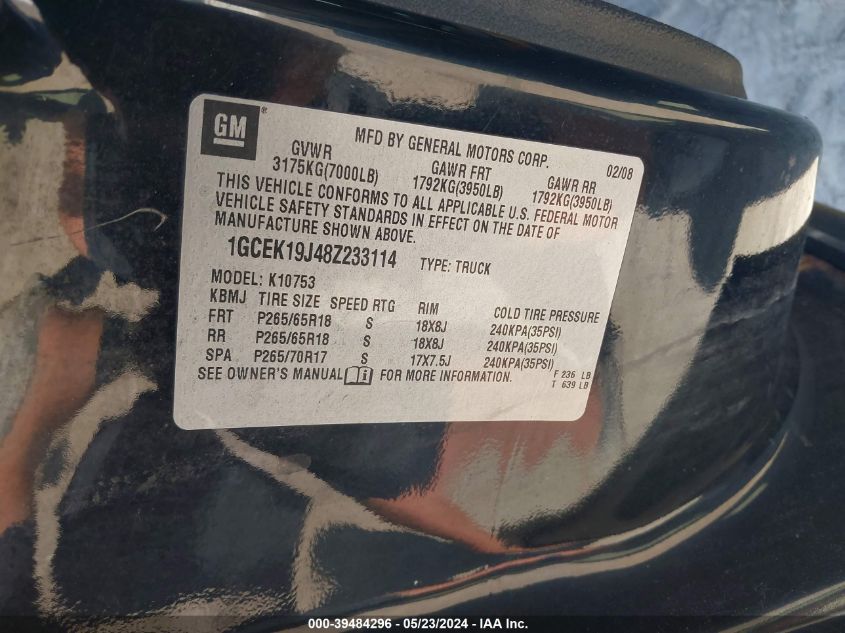 GM ®
MFD BY GENERAL MOTORS CORP. 02/08
GVWR GAWR FRT GAWR RR
3175KG(7000LB) 1792KG(3950LB) 1792KG(3950LB)
THIS VEHICLE CONFORMS TO ALL APPLICABLE U.S. FEDERAL MOTOR
VEHICLE SAFETY STANDARDS IN EFFECT ON THE DATE OF
MANUFACTURE SHOWN ABOVE.
1GCEK19J48Z233114 TYPE: TRUCK
MODEL: K10753
KBMJ TIRE SIZE SPEED RTG RIM COLD TIRE PRESSURE
FRT P265/65R18 S 18X8J 240KPA(35PSI)
RR P265/65R18 S 18X8J 240KPA(35PSI)
SPA P265/70R17 S 17X7.5J 240KPA(35PSI)
SEE OWNER'S MANUAL i FOR MORE INFORMATION. F 236 LB
T 639 LB
000-39484296 - 05/23/2024 - IAA Inc.